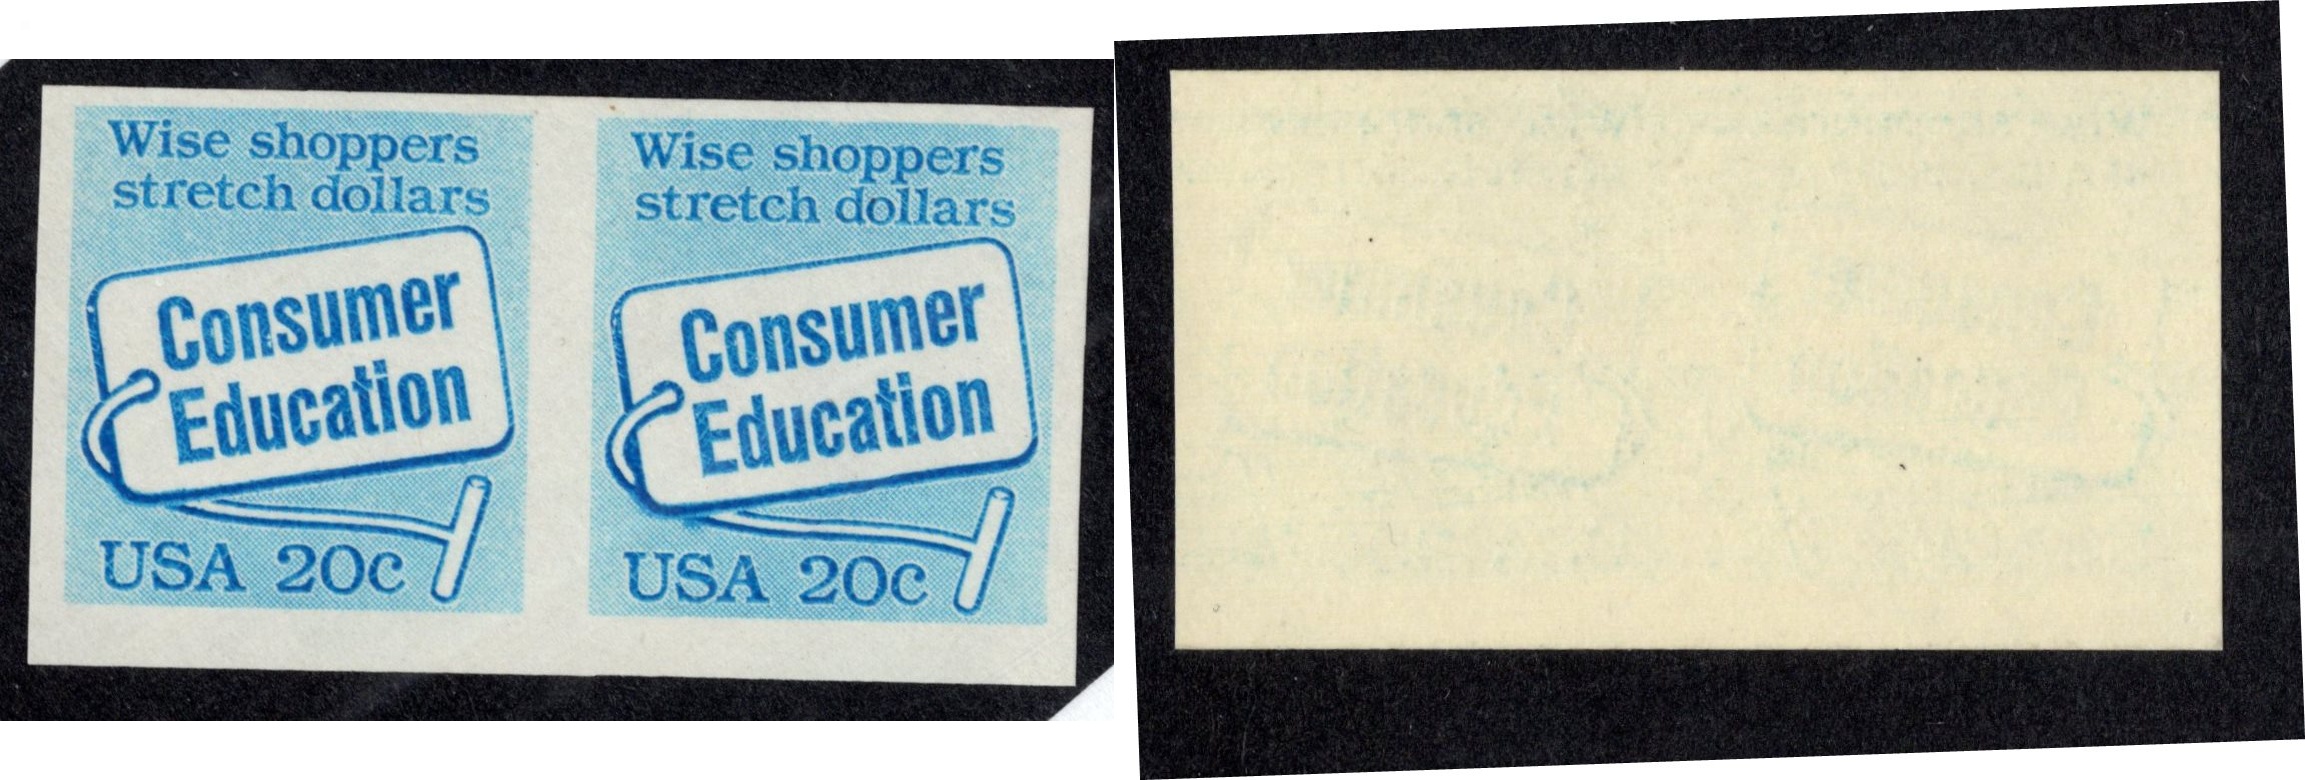 Wise shoppers
stretch dollars
Consumer
Education
USA 20c
Wise shoppers
stretch dollars
Consumer
Education
USA 20c